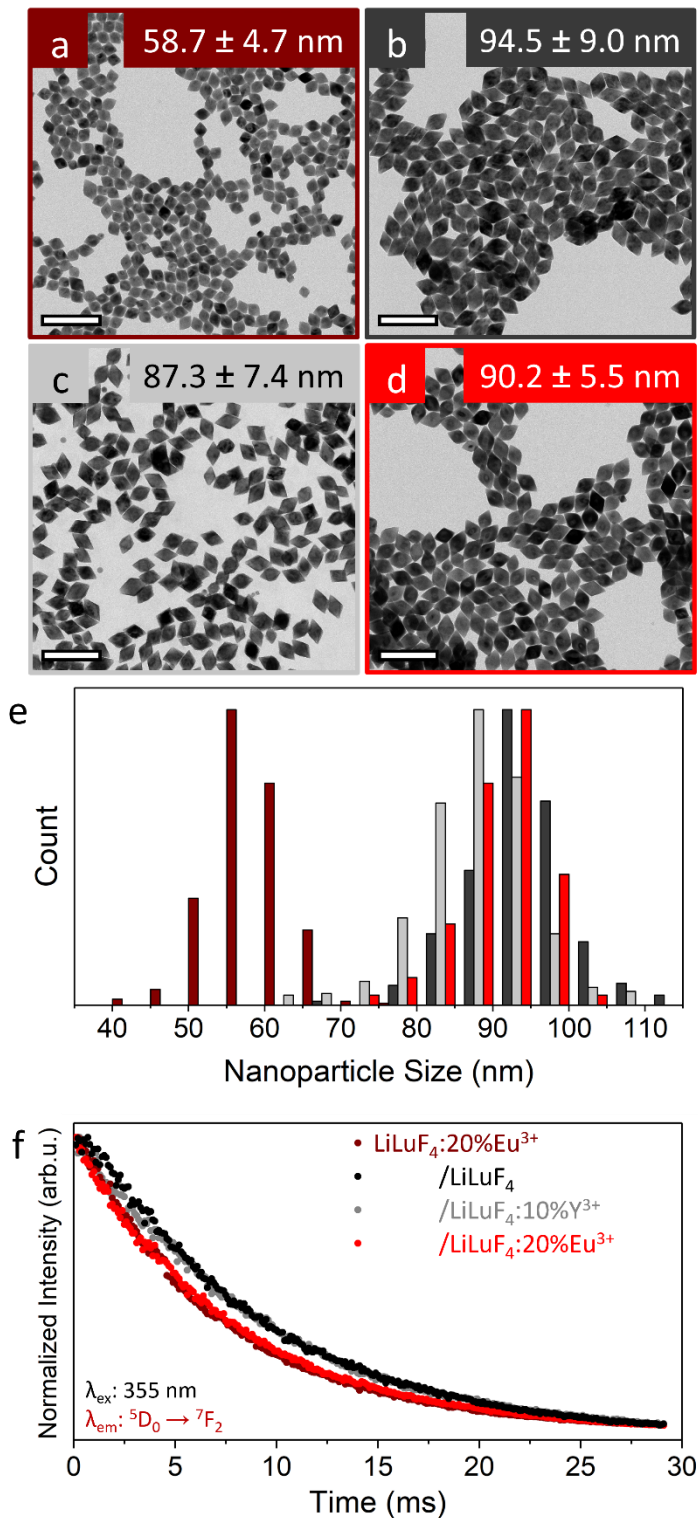 a 58.7 ± 4.7 nm
b 94.5 ± 9.0 nm
c 87.3 ± 7.4 nm
d 90.2 ± 5.5 nm
e
Count
40 50 60 70 80 90 100 110
Nanoparticle Size (nm)
f
Normalized Intensity (arb.u.)
LiLuF₄:20%Eu³⁺
/LiLuF₄
/LiLuF₄:10%Y³⁺
/LiLuF₄:20%Eu³⁺
λₑₓ: 355 nm
λₑₘ: ⁵D₀ → ⁷F₂
0 5 10 15 20 25 30
Time (ms)